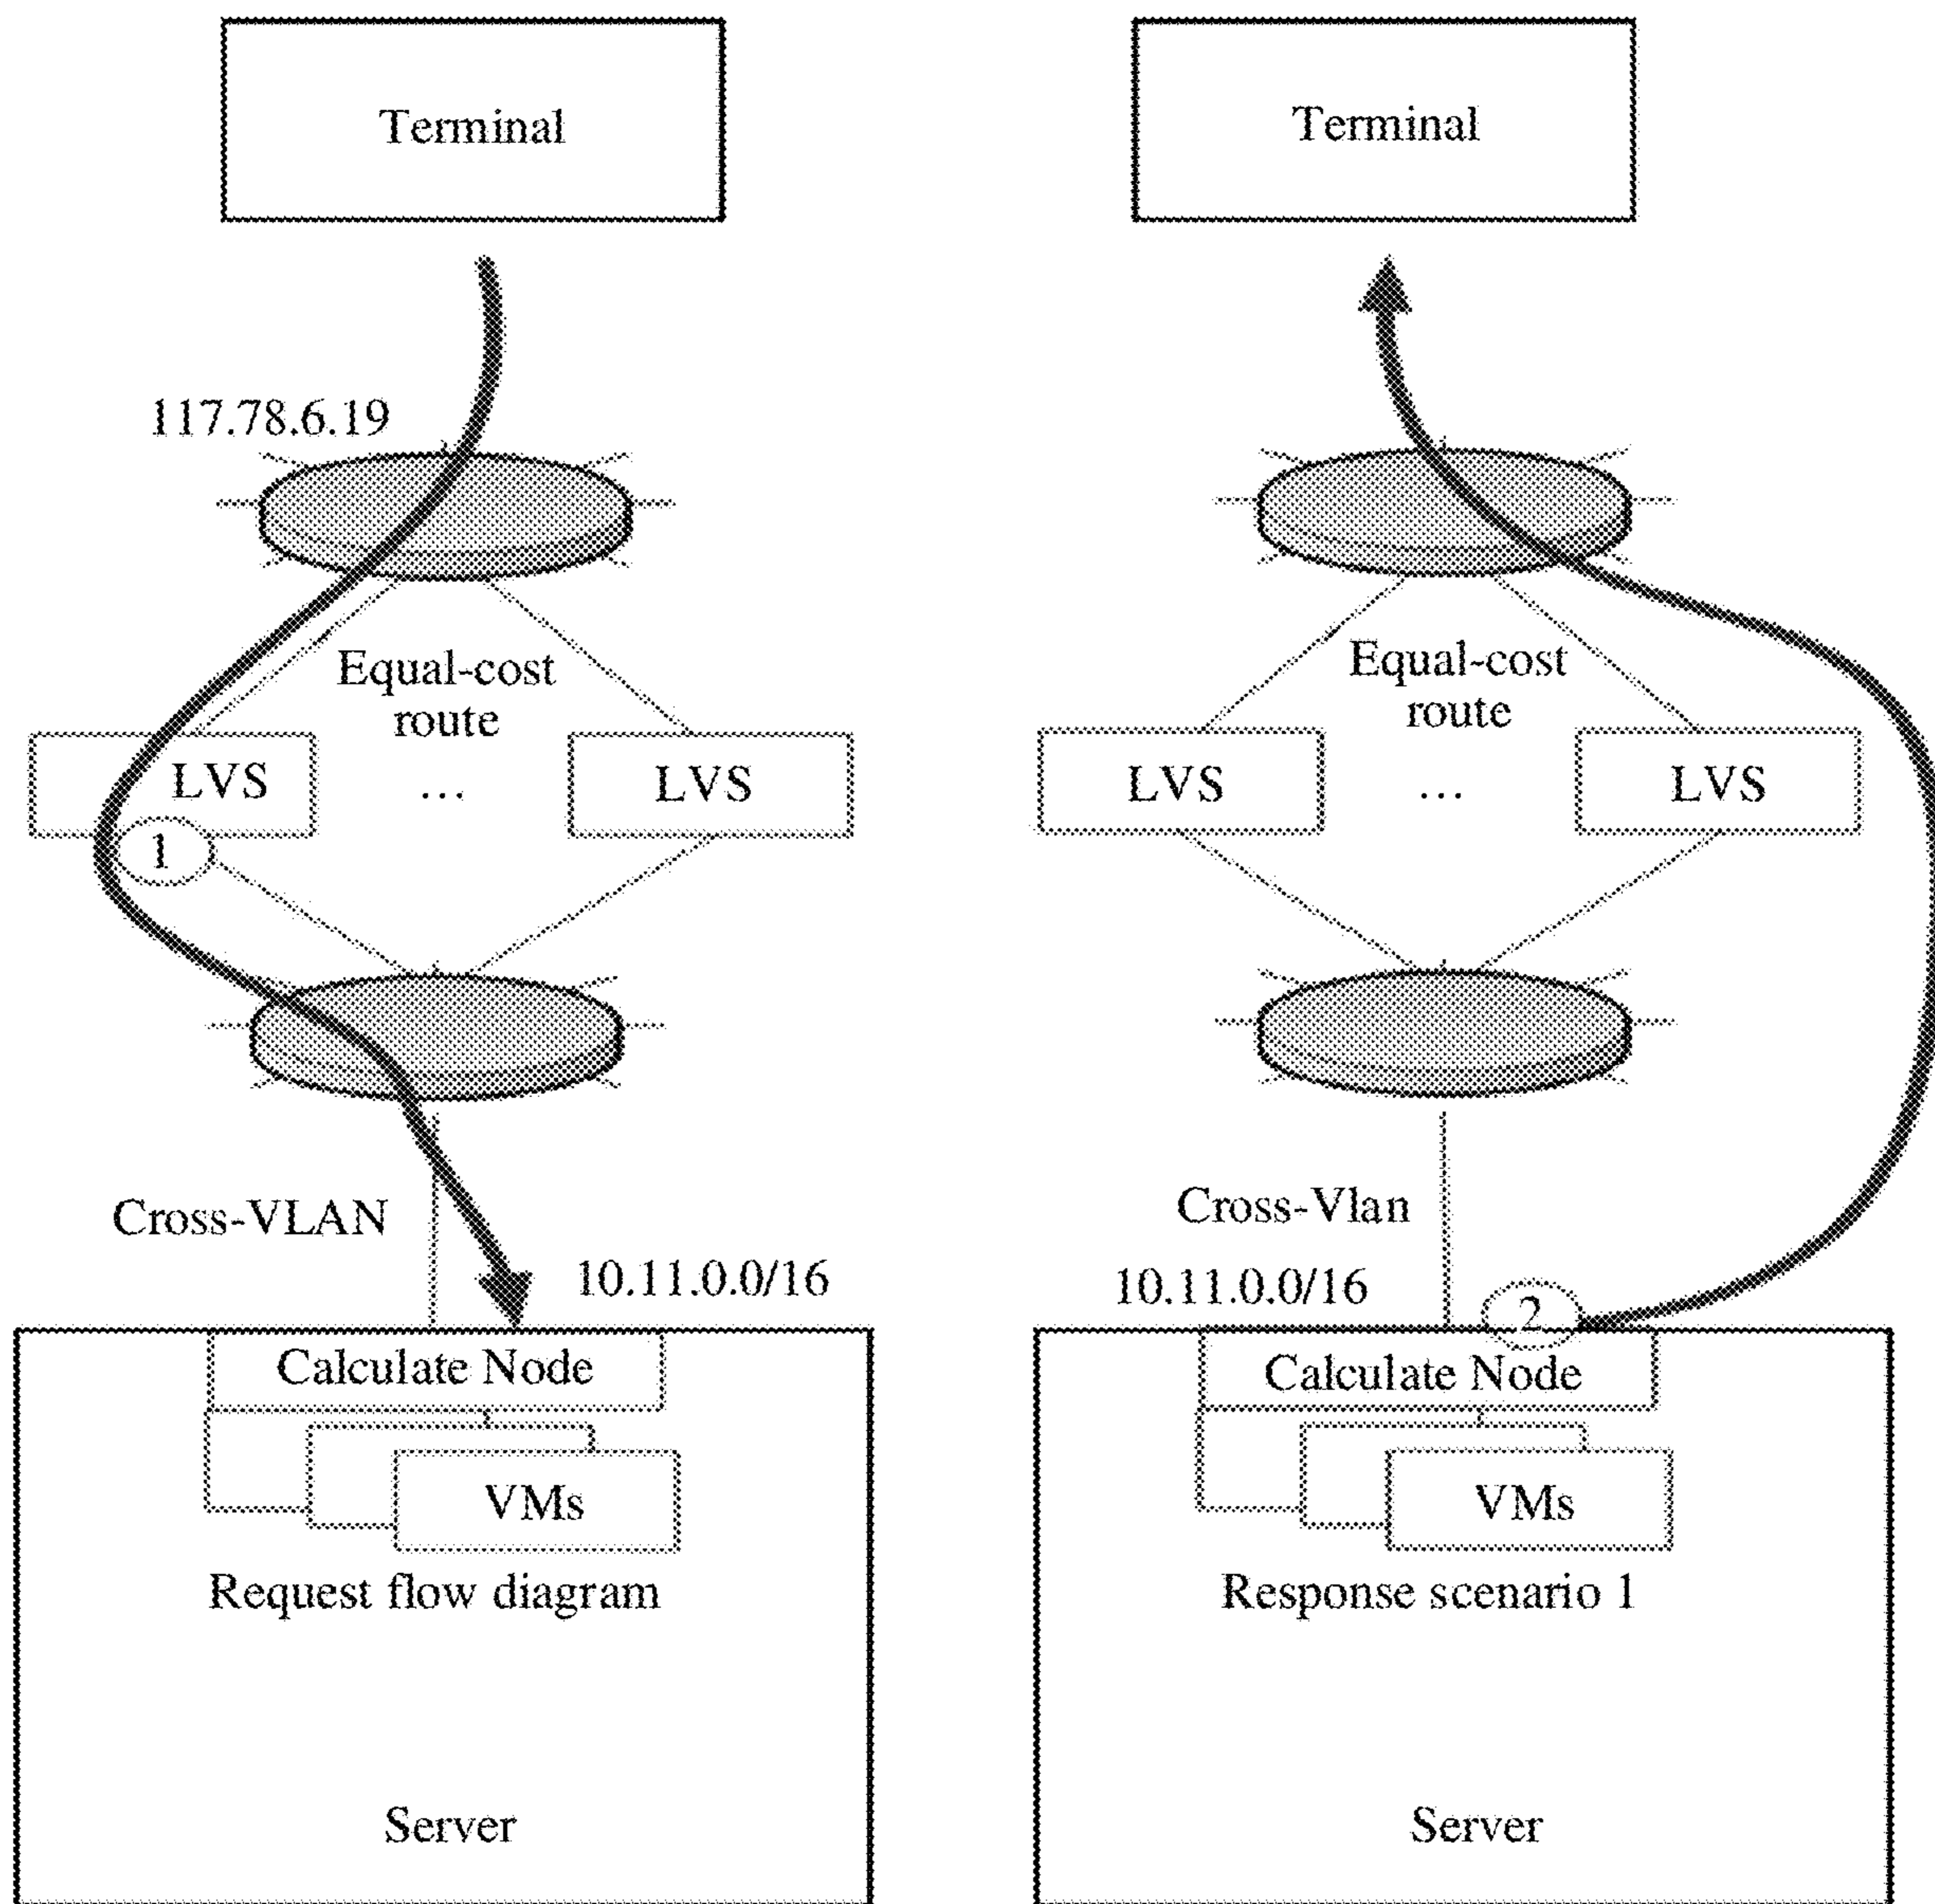 Terminal
117.78.6.19
Equal-cost
route
LVS
...
LVS
1
Cross-VLAN
10.11.0.0/16
Calculate Node
VMs
Request flow diagram
Server
Terminal
Equal-cost
route
LVS
...
LVS
Cross-Vlan
10.11.0.0/16
2
Calculate Node
VMs
Response scenario 1
Server